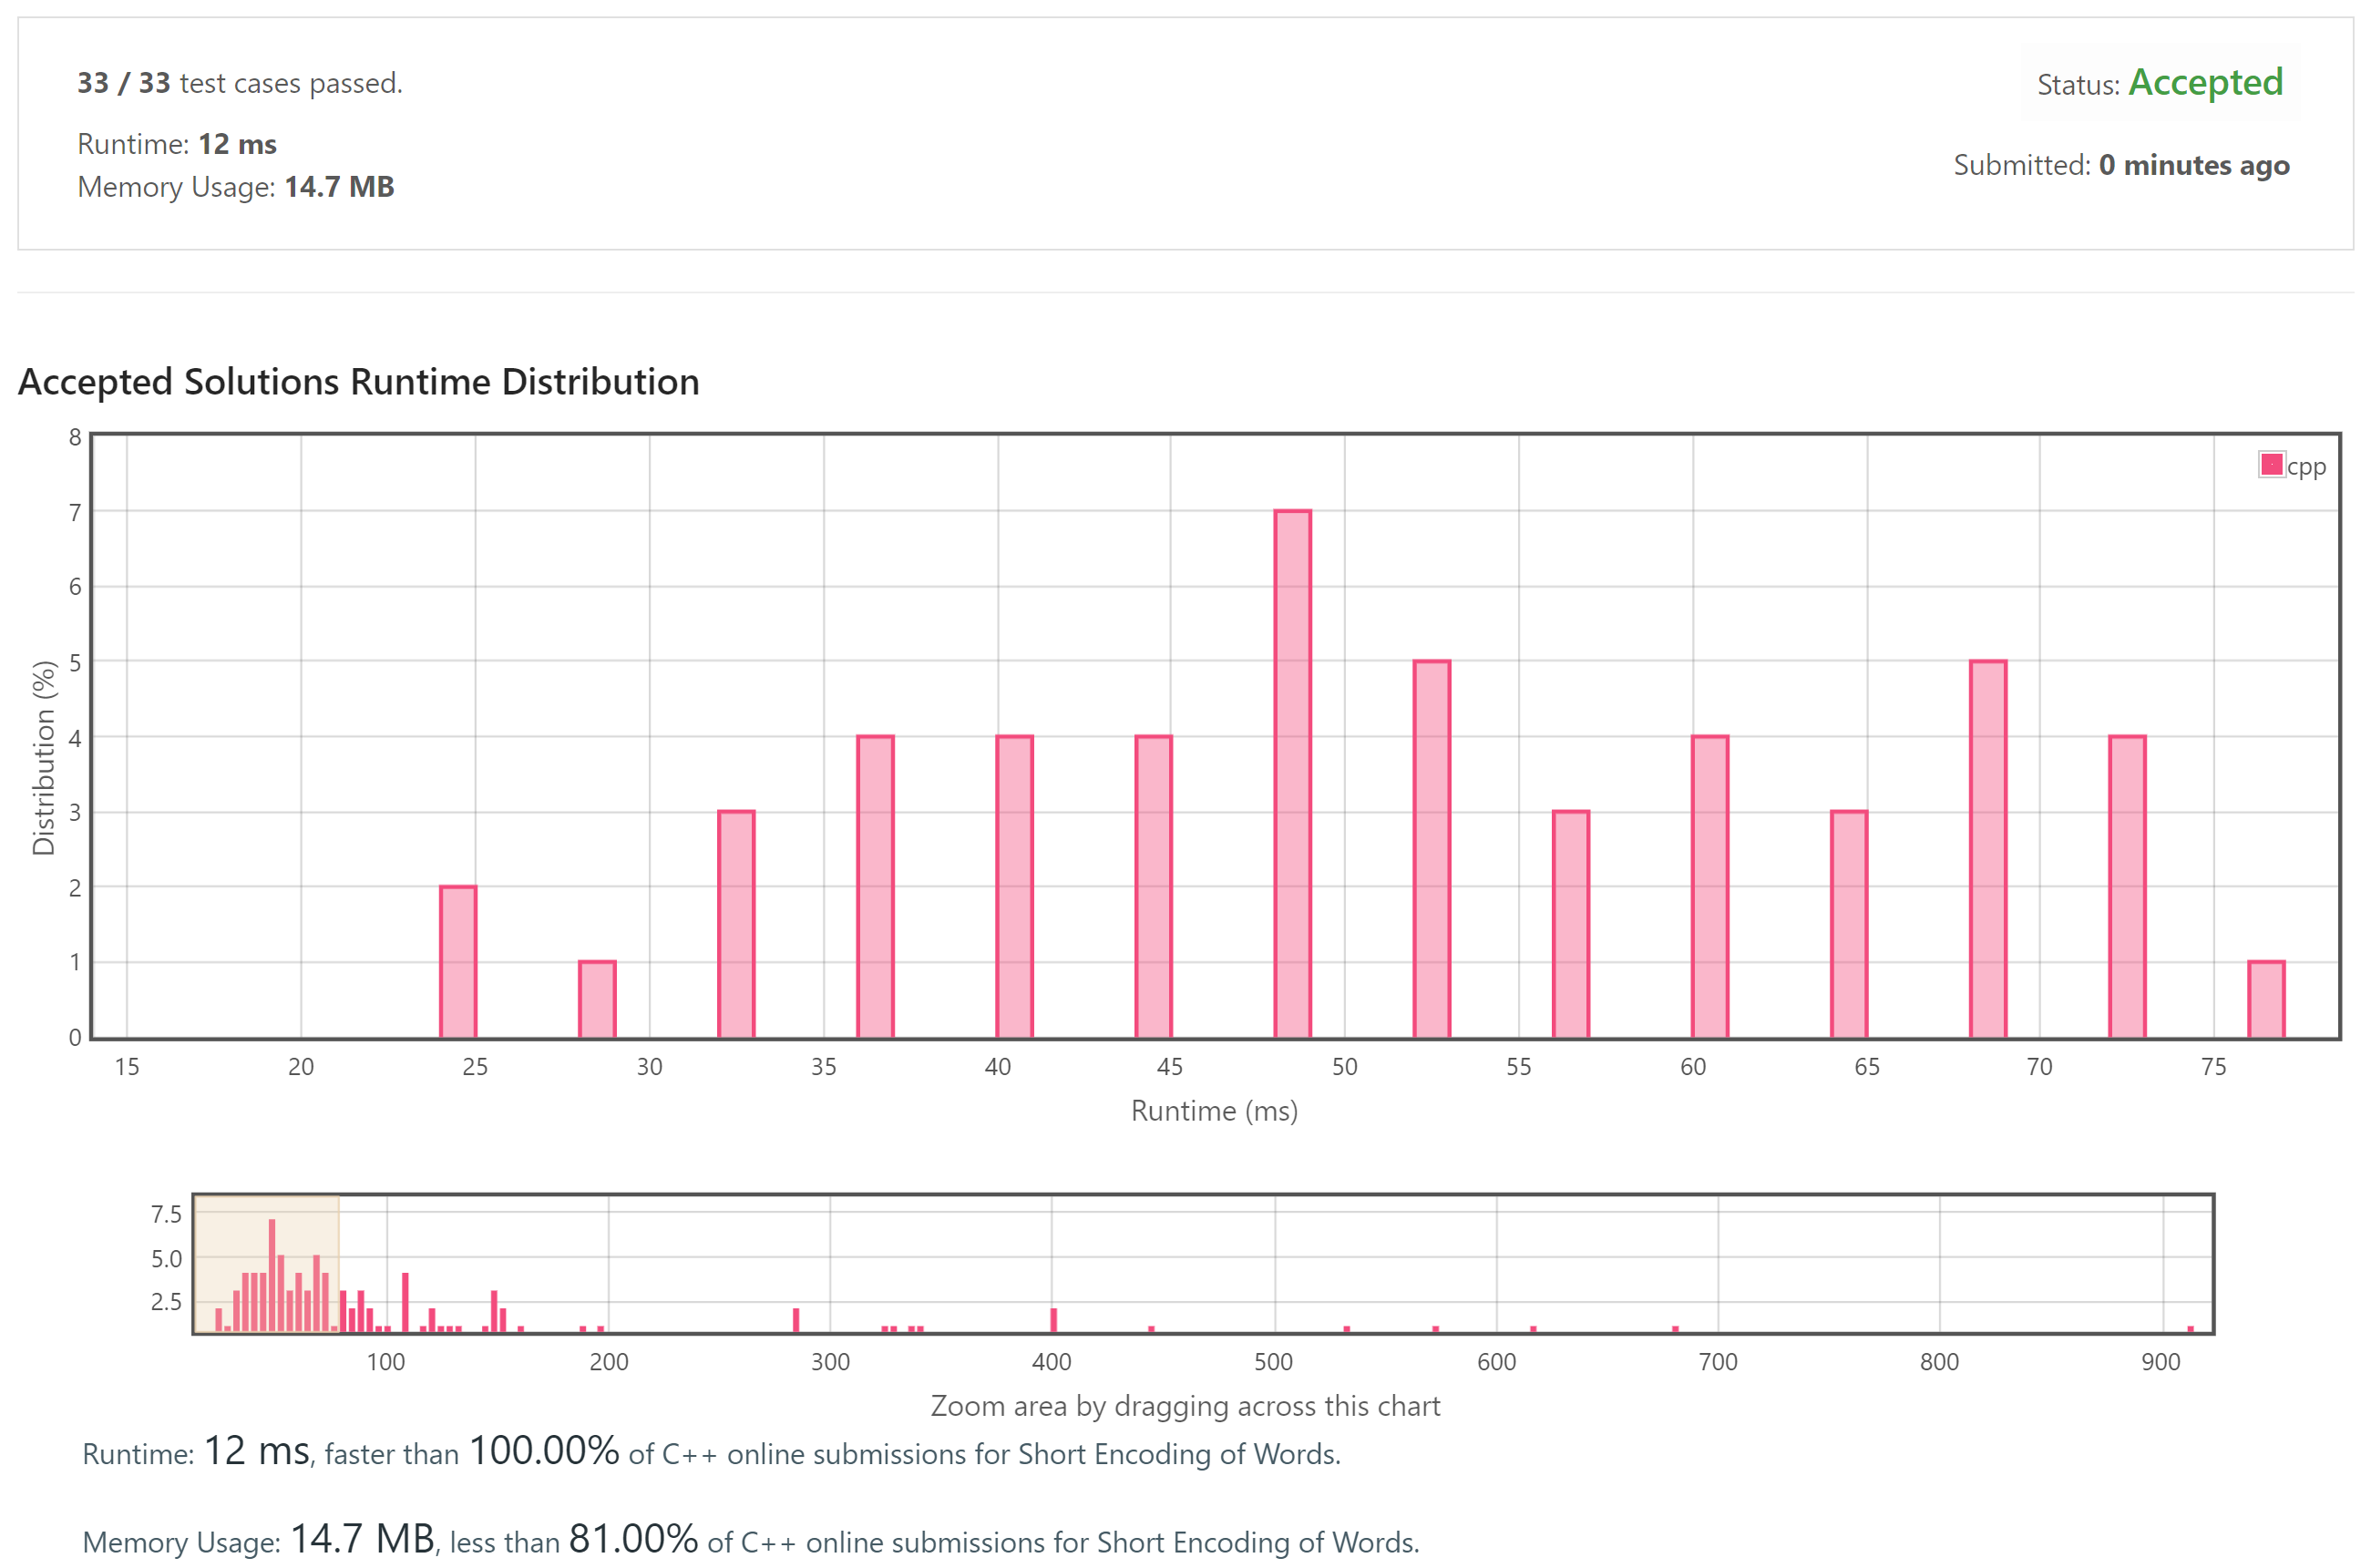 33 / 33 test cases passed.
Status: Accepted
Runtime: 12 ms
Submitted: 0 minutes ago
Memory Usage: 14.7 MB
Accepted Solutions Runtime Distribution
8
7
6
5
4
3
2
1
0
Distribution (%)
cpp
15 20 25 30 35 40 45 50 55 60 65 70 75
Runtime (ms)
7.5
5.0
2.5
100 200 300 400 500 600 700 800 900
Zoom area by dragging across this chart
Runtime: 12 ms, faster than 100.00% of C++ online submissions for Short Encoding of Words.
Memory Usage: 14.7 MB, less than 81.00% of C++ online submissions for Short Encoding of Words.